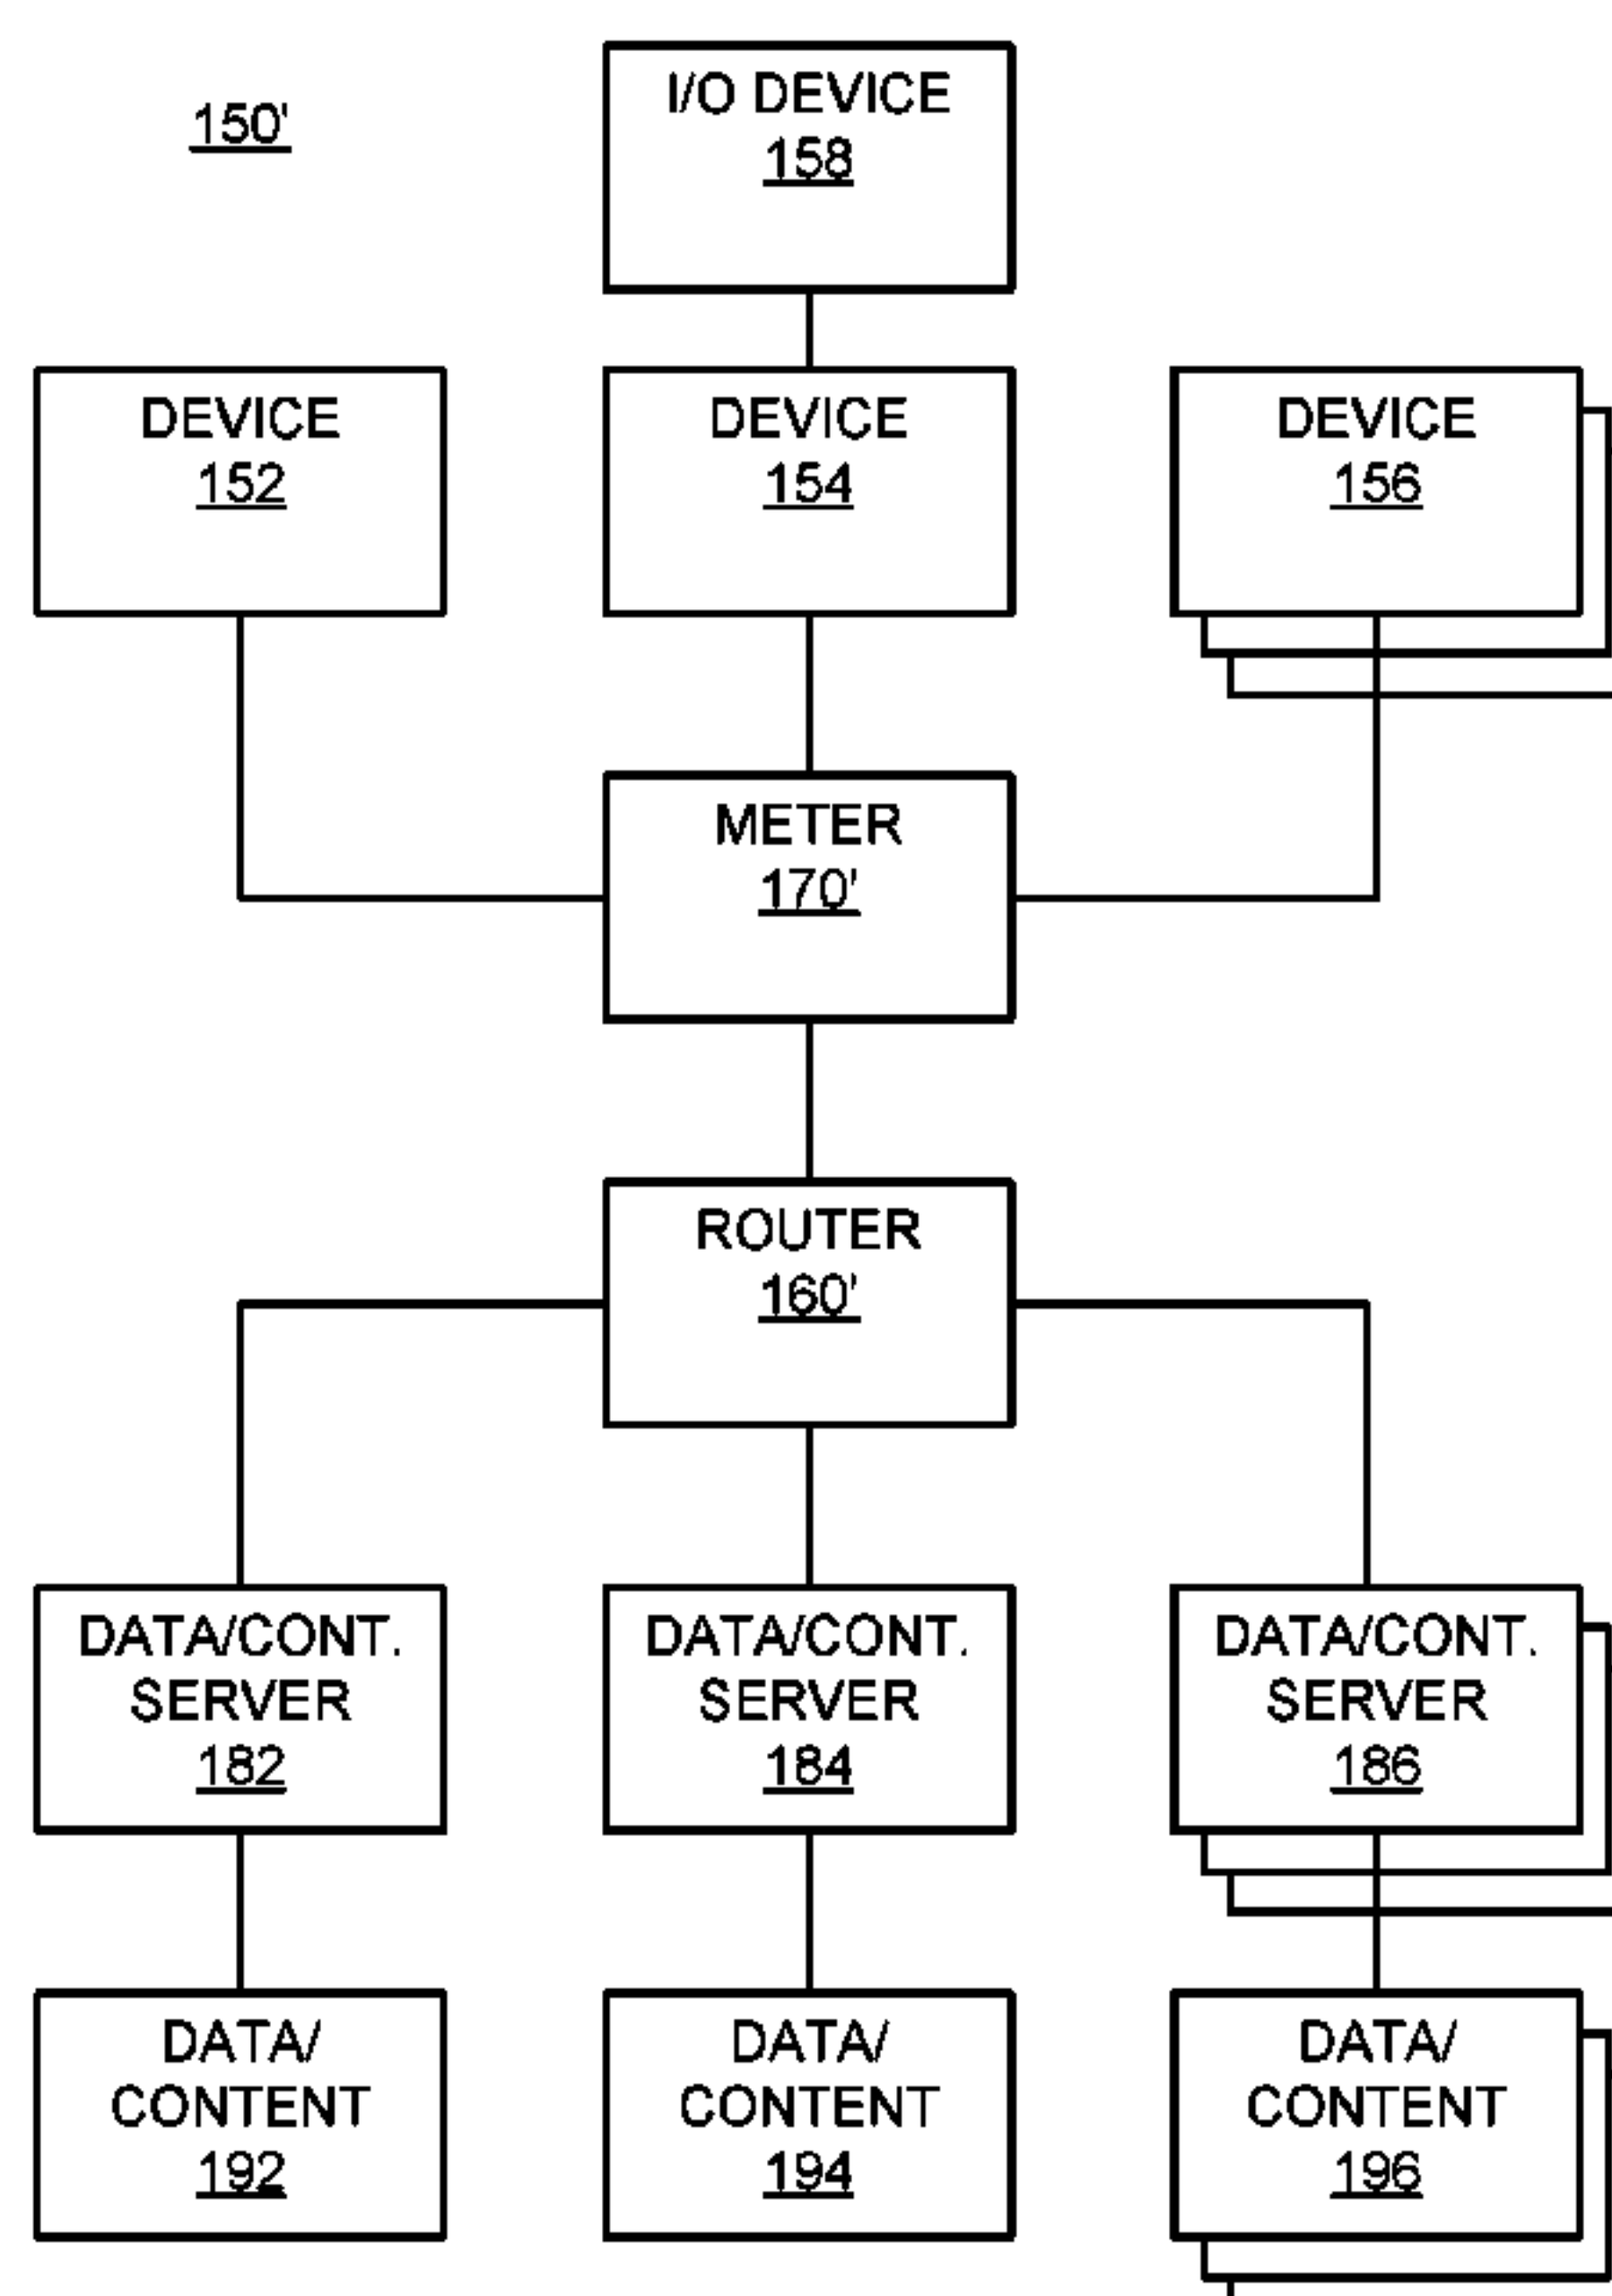 150'
I/O DEVICE
158
DEVICE
152
DEVICE
154
DEVICE
156
METER
170'
ROUTER
160'
DATA/CONT.
SERVER
182
DATA/CONT.
SERVER
184
DATA/CONT.
SERVER
186
DATA/
CONTENT
192
DATA/
CONTENT
194
DATA/
CONTENT
196